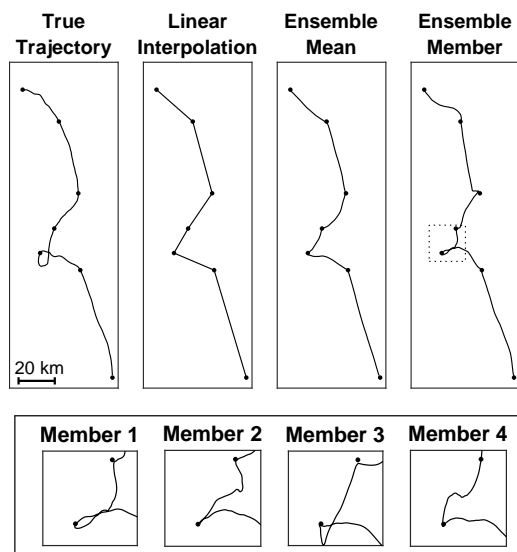 True Trajectory
Linear Interpolation
Ensemble Mean
Ensemble Member
20 km
Member 1
Member 2
Member 3
Member 4